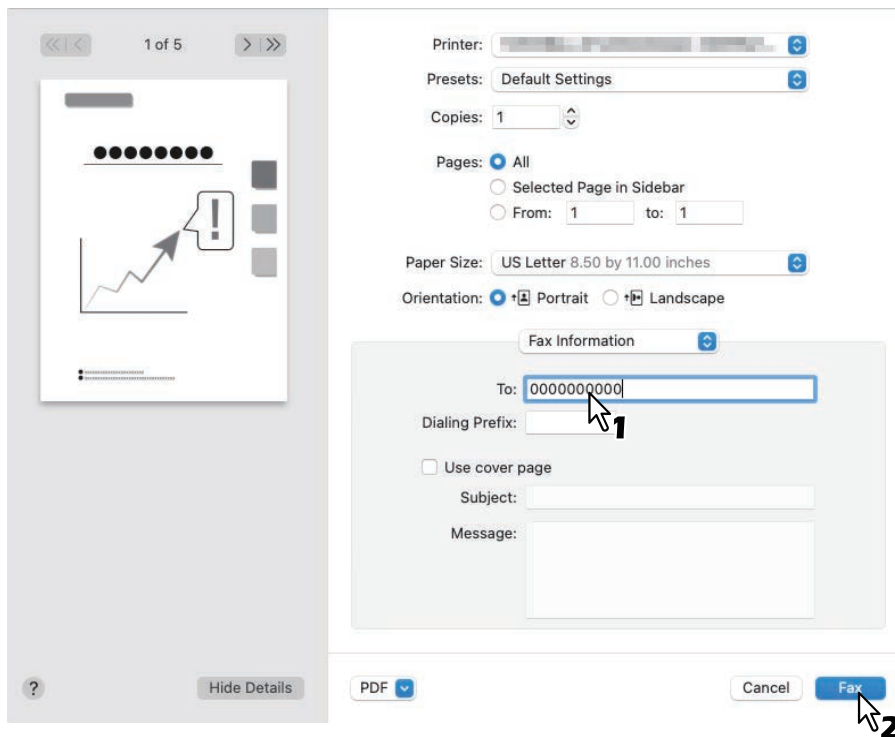 1 of 5
!
Printer:
Presets: Default Settings
Copies: 1
Pages: All
Selected Page in Sidebar
From: 1 to: 1
Paper Size: US Letter 8.50 by 11.00 inches
Orientation: Portrait Landscape
Fax Information
To: 0000000000
1
Dialing Prefix:
Use cover page
Subject:
Message:
? Hide Details PDF Cancel Fax
2